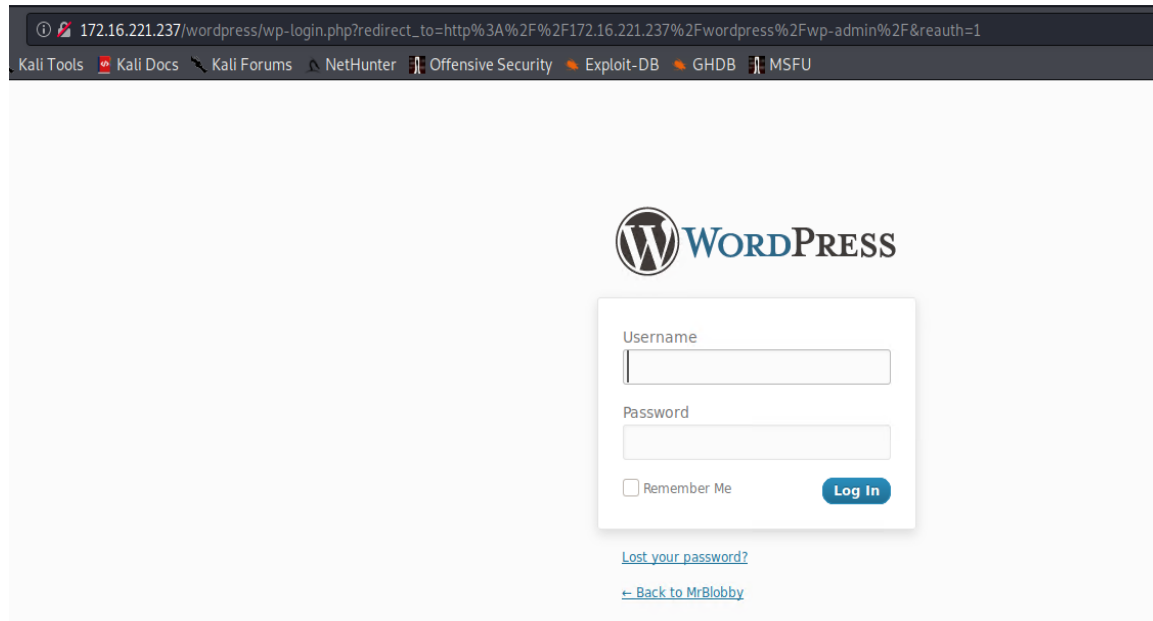 172.16.221.237/wordpress/wp-login.php?redirect_to=http%3A%2F%2F172.16.221.237%2Fwordpress%2Fwp-admin%2F&reauth=1
Kali Tools Kali Docs Kali Forums NetHunter Offensive Security Exploit-DB GHDB MSFU
WORDPRESS
Username
Password
Remember Me Log In
Lost your password?
← Back to MrBlobby